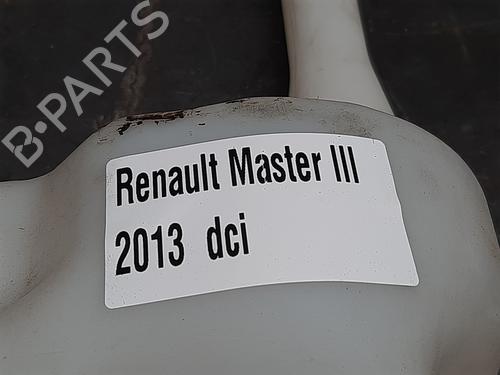 B-PARTS
Renault Master III
2013 dci